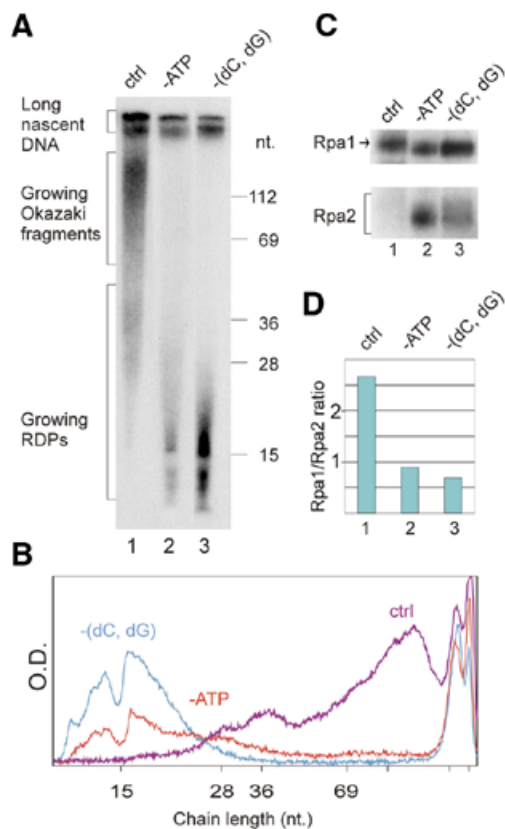 A
ctrl
-ATP
-(dC, dG)
Long
nascent
DNA
nt.
Growing
Okazaki
fragments
112
69
36
28
Growing
RDPs
15
1 2 3
C
ctrl
-ATP
-(dC, dG)
Rpa1→
Rpa2
1 2 3
D
ctrl
-ATP
-(dC, dG)
Rpa1/Rpa2 ratio
2
1
1 2 3
B
O.D.
-(dC, dG)
-ATP
ctrl
15 28 36 69
Chain length (nt.)